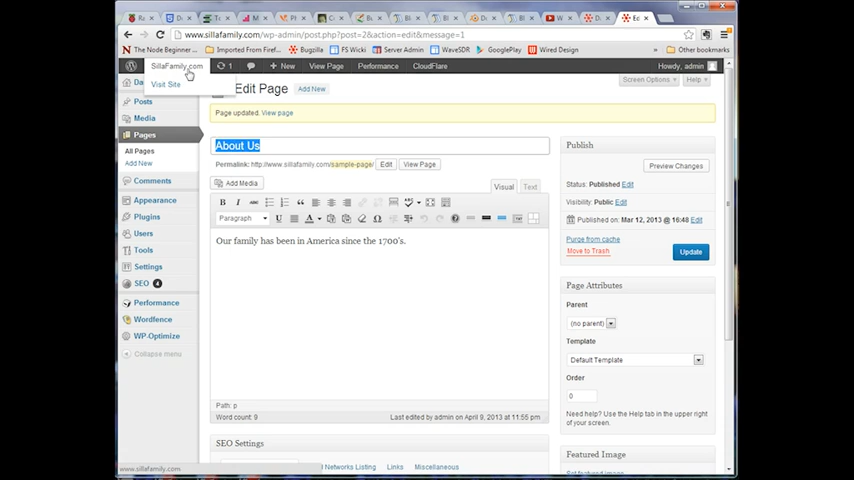 www.sillafamily.com/wp-admin/post.php?post=2&action=edit&message=1
The Node Beginner ... Imported From Firef... Bugzilla FS Wicki Server Admin WaveSDR GooglePlay Wired Design Other bookmarks
SillaFamily.com 1 + New View Page Performance CloudFlare Howdy, admin
Visit Site
Screen Options Help
Edit Page Add New
Page updated. View page
Posts
Media
Pages
All Pages
Add New
Comments
Appearance
Plugins
Users
Tools
Settings
SEO 4
Performance
Wordfence
WP-Optimize
Collapse menu
About Us
Permalink: http://www.sillafamily.com/sample-page/ Edit View Page
Add Media
Visual Text
Paragraph
Our family has been in America since the 1700's.
Path: p
Word count: 9 Last edited by admin on April 9, 2013 at 11:55 pm
SEO Settings
l Networks Listing Links Miscellaneous
Publish
Preview Changes
Status: Published Edit
Visibility: Public Edit
Published on: Mar 12, 2013 @ 16:48 Edit
Purge from cache
Move to Trash
Update
Page Attributes
Parent
(no parent)
Template
Default Template
Order
0
Need help? Use the Help tab in the upper right
of your screen.
Featured Image
Set featured image
www.sillafamily.com